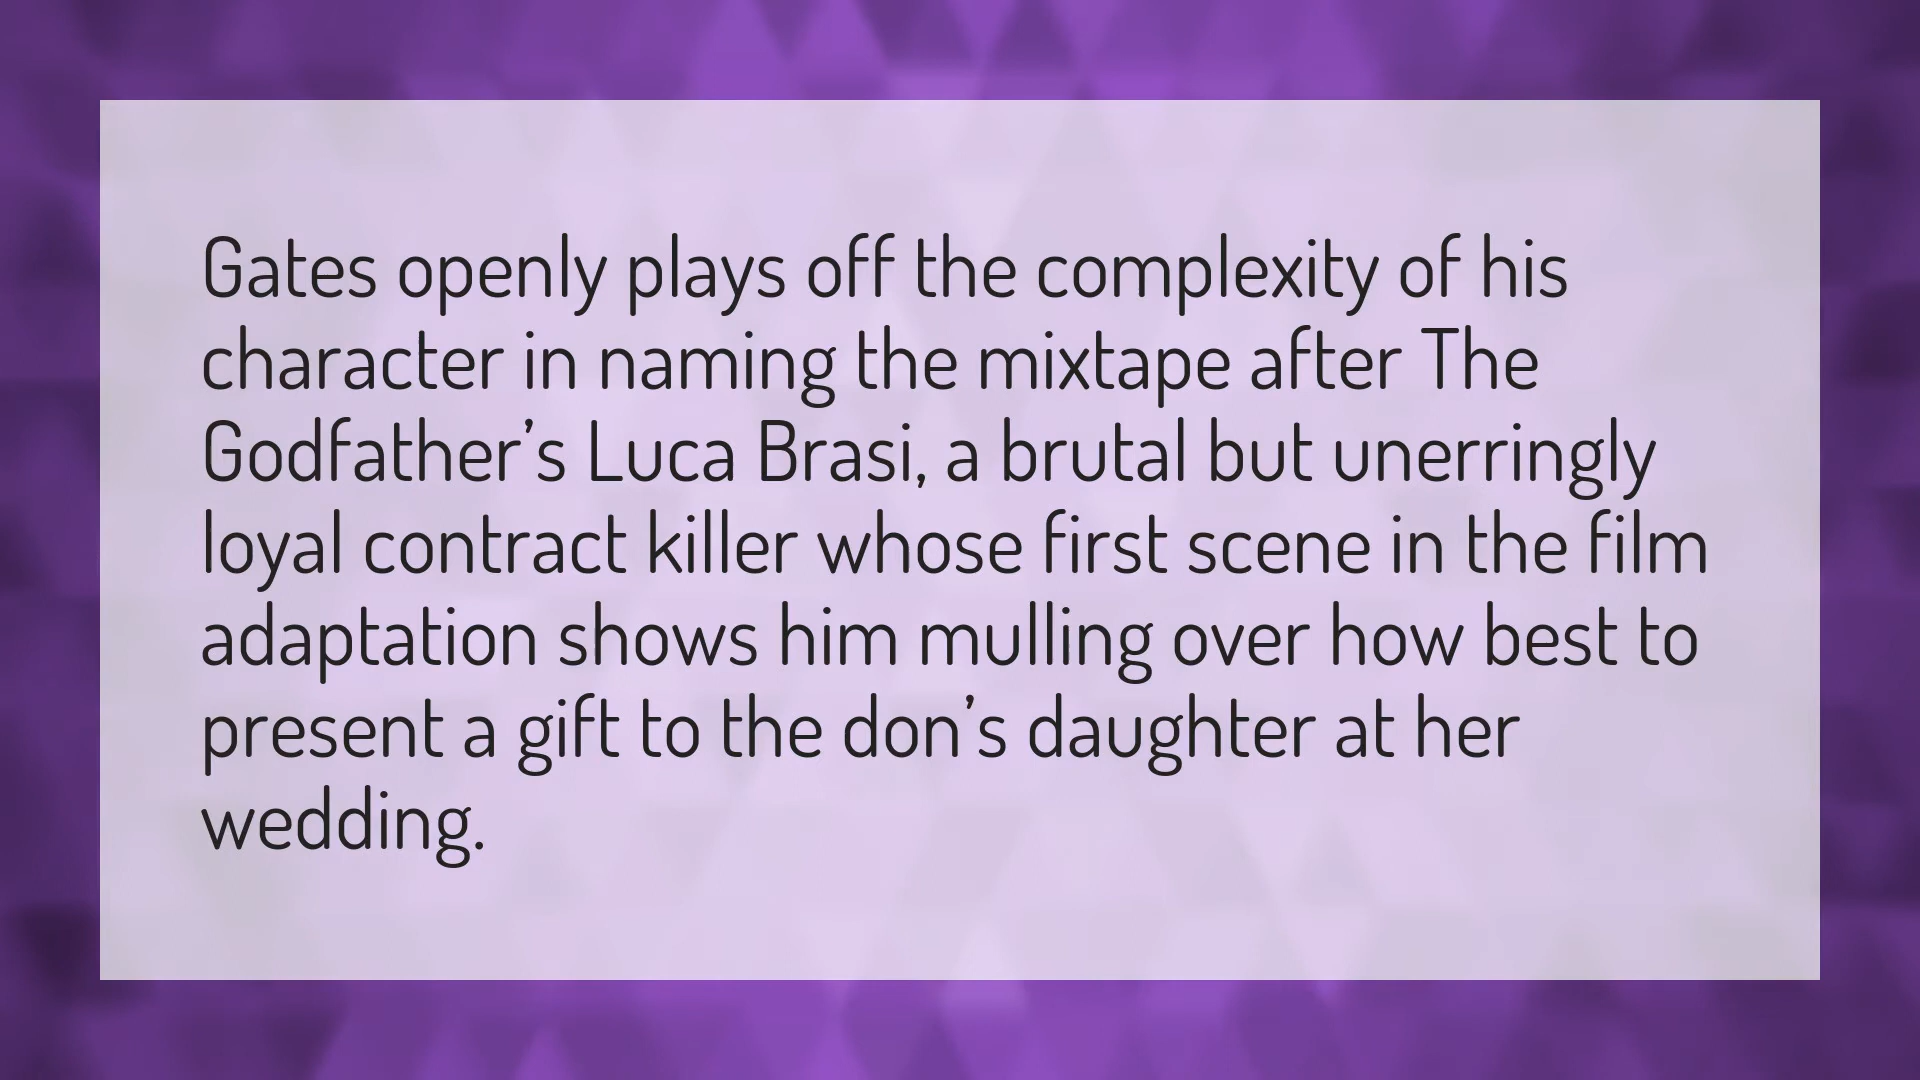 Gates openly plays off the complexity of his
character in naming the mixtape after The
Godfather’s Luca Brasi, a brutal but unerringly
loyal contract killer whose first scene in the film
adaptation shows him mulling over how best to
present a gift to the don’s daughter at her
wedding.